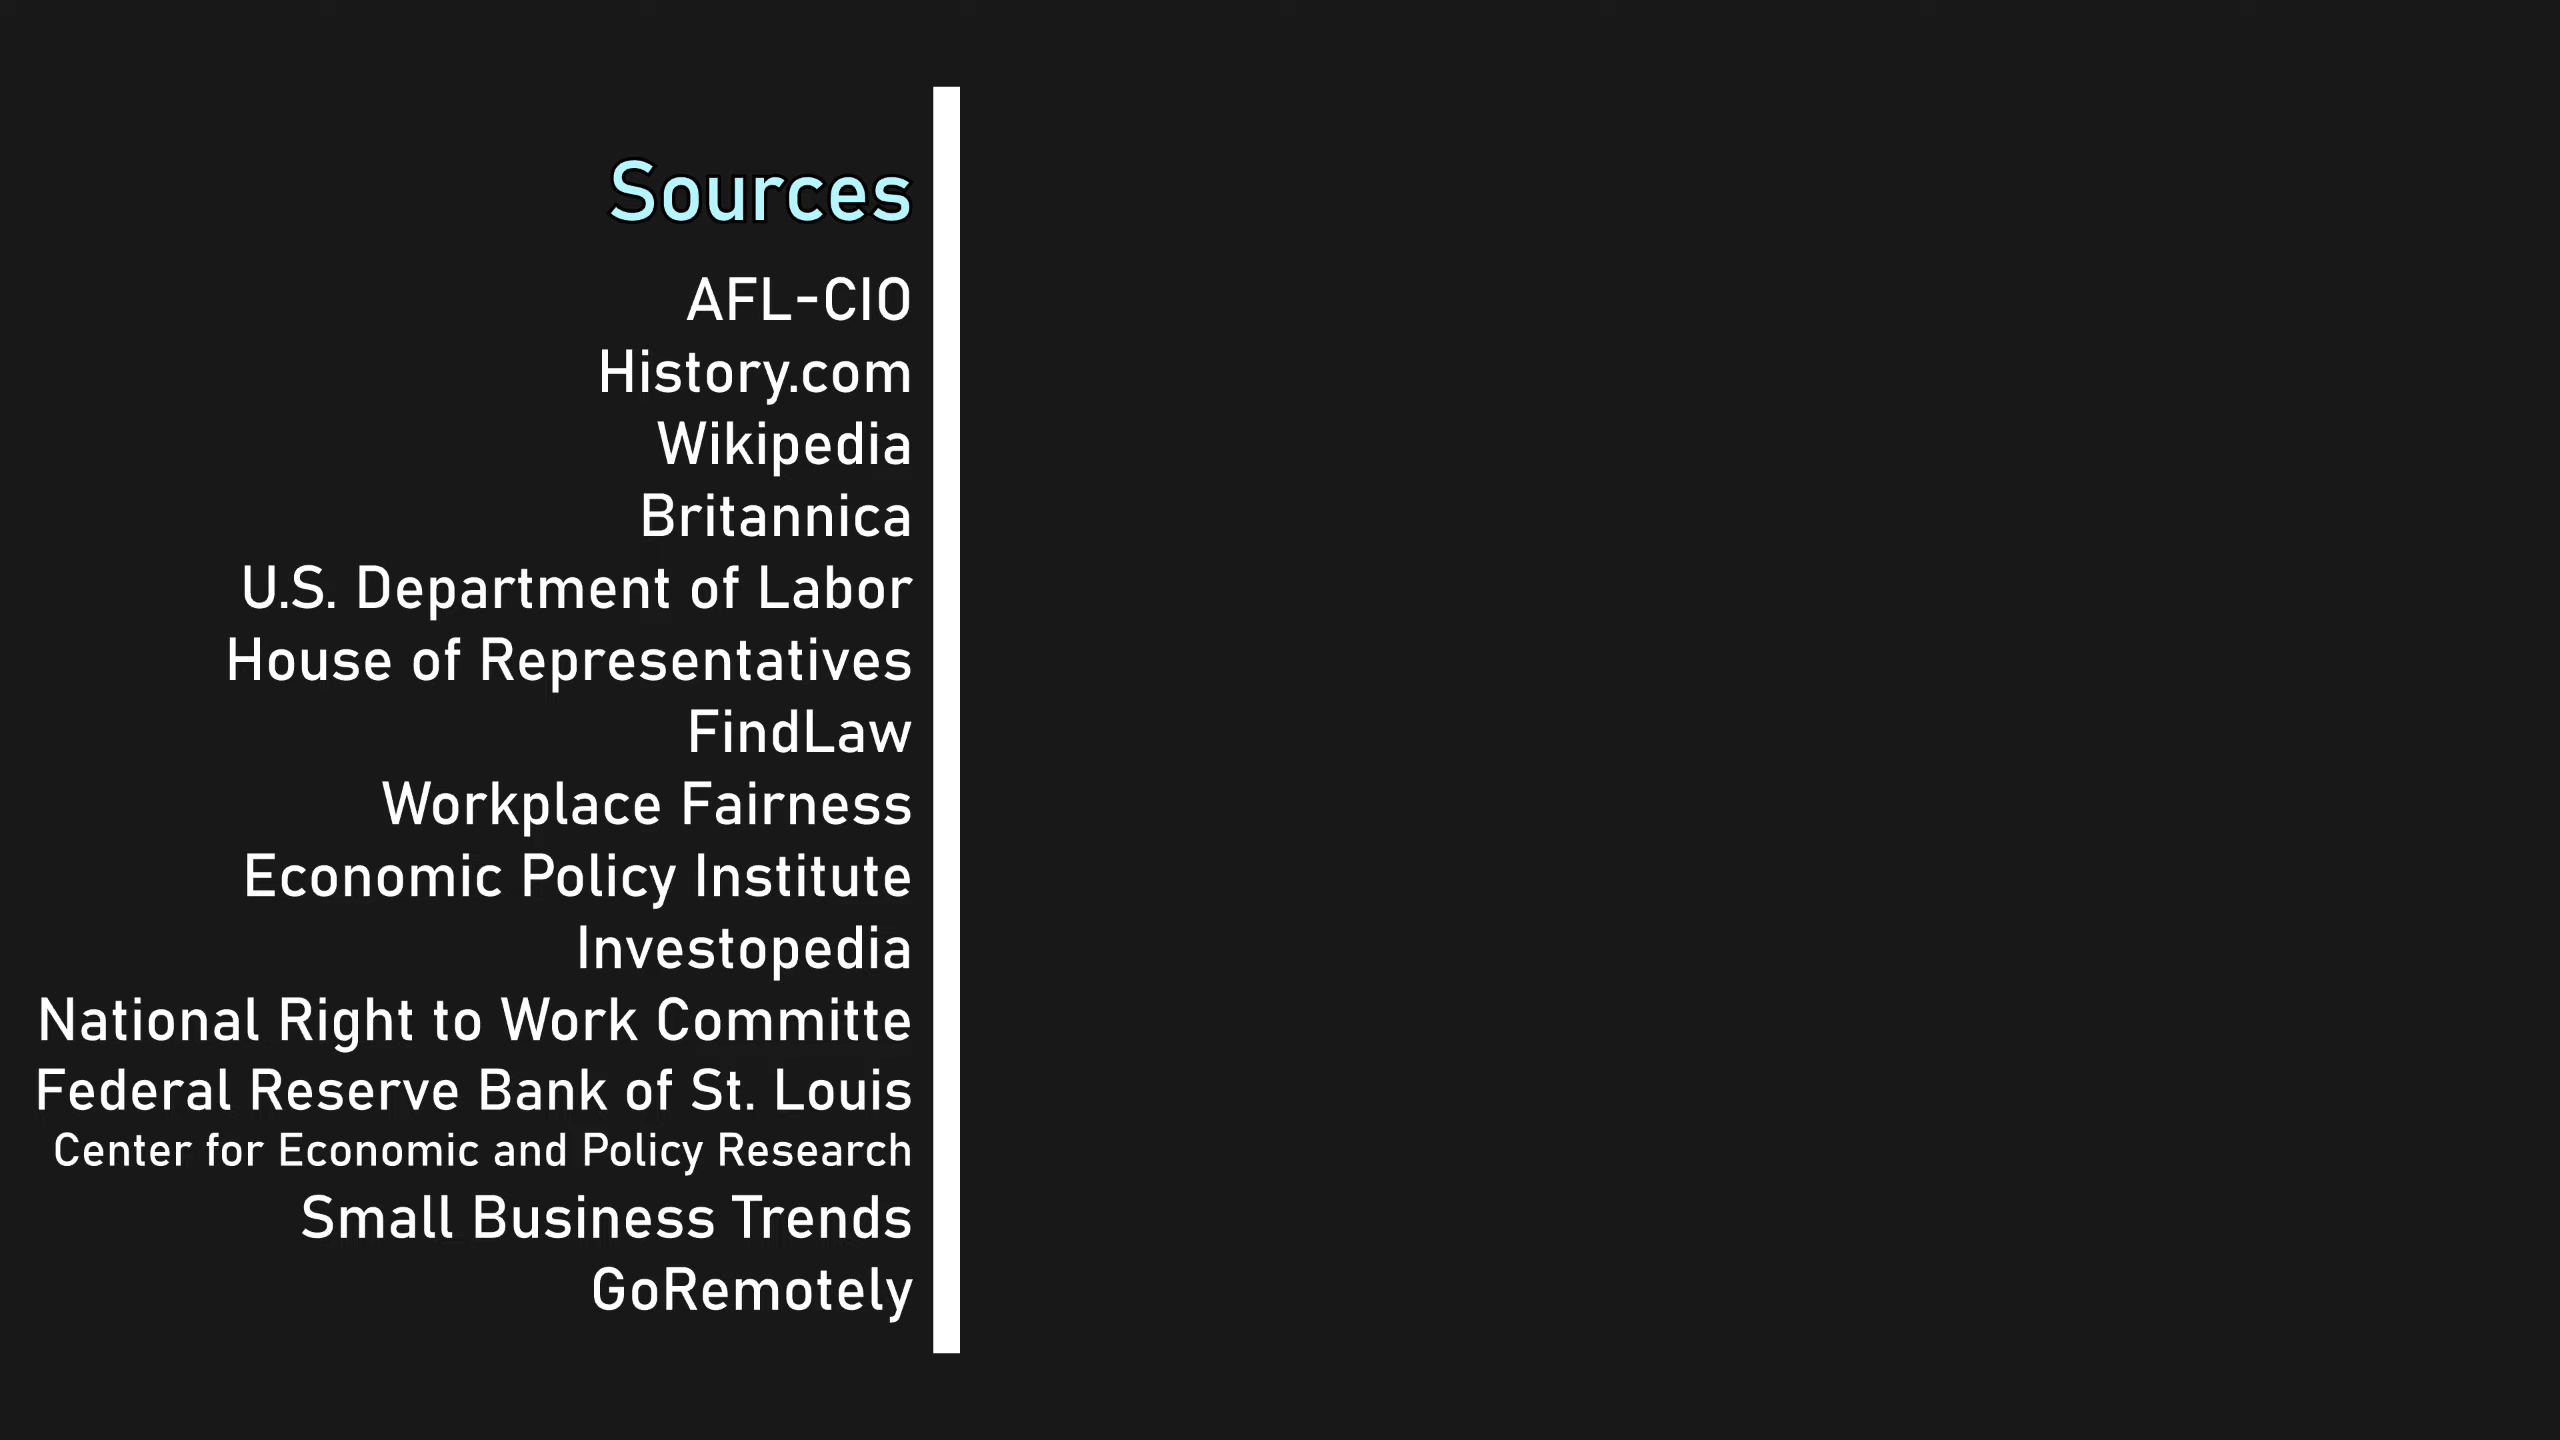 Sources
AFL-CIO
History.com
Wikipedia
Britannica
U.S. Department of Labor
House of Representatives
FindLaw
Workplace Fairness
Economic Policy Institute
Investopedia
National Right to Work Committe
Federal Reserve Bank of St. Louis
Center for Economic and Policy Research
Small Business Trends
GoRemotely